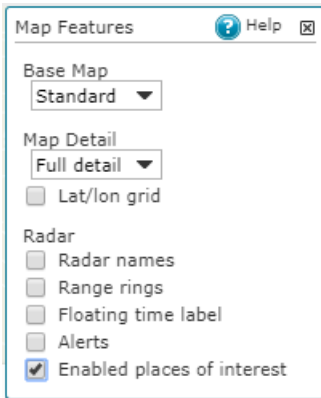 Map Features ? Help
Base Map
Standard
Map Detail
Full detail
Lat/lon grid
Radar
Radar names
Range rings
Floating time label
Alerts
Enabled places of interest